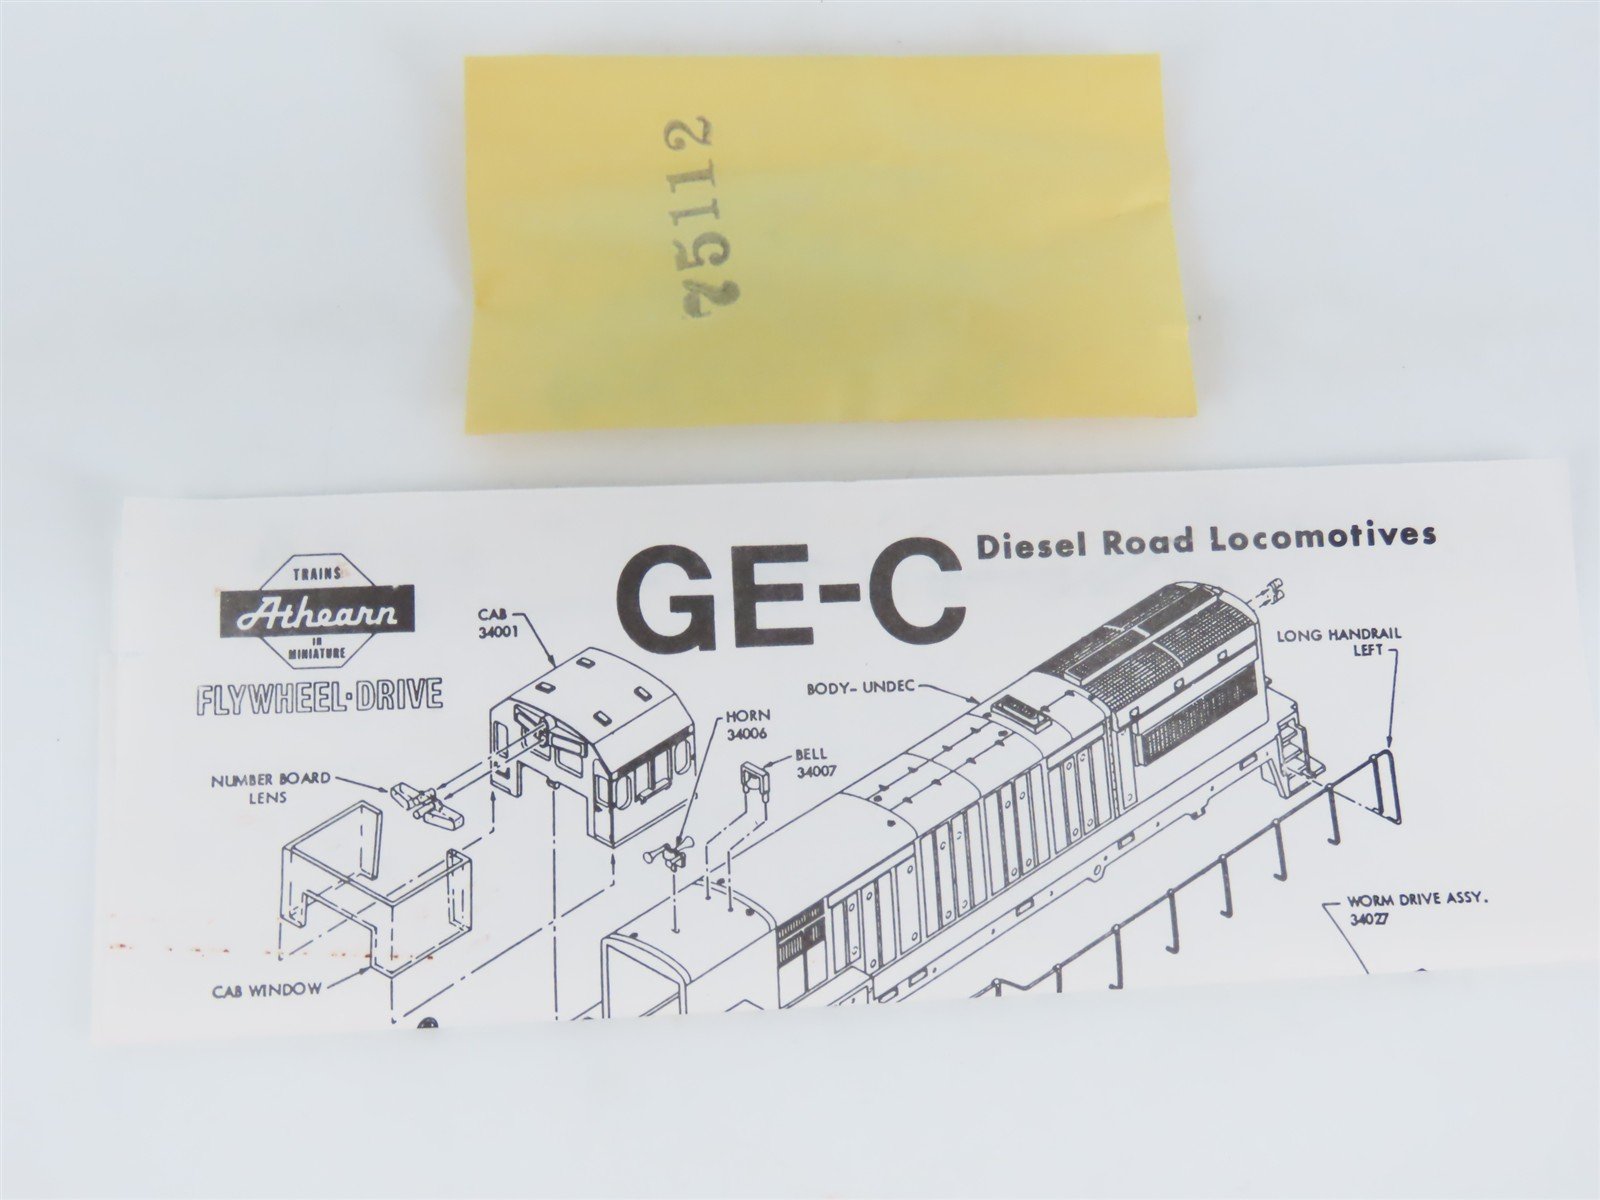 75112
GE-C Diesel Road Locomotives
TRAINS
Athearn
IN
MINIATURE
FLYWHEEL·DRIVE
CAB
34001
LONG HANDRAIL
LEFT
BODY- UNDEC
HORN
34006
BELL
34007
NUMBER BOARD
LENS
WORM DRIVE ASSY.
34027
CAB WINDOW